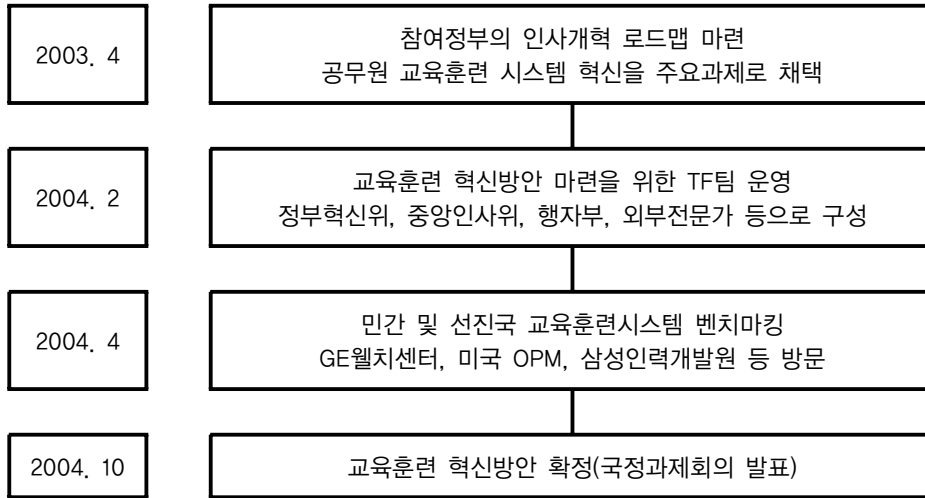 2003. 4
참여정부의 인사개혁 로드맵 마련
공무원 교육훈련 시스템 혁신을 주요과제로 채택
2004. 2
교육훈련 혁신방안 마련을 위한 TF팀 운영
정부혁신위, 중앙인사위, 행자부, 외부전문가 등으로 구성
2004. 4
민간 및 선진국 교육훈련시스템 벤치마킹
GE웰치센터, 미국 OPM, 삼성인력개발원 등 방문
2004. 10
교육훈련 혁신방안 확정(국정과제회의 발표)